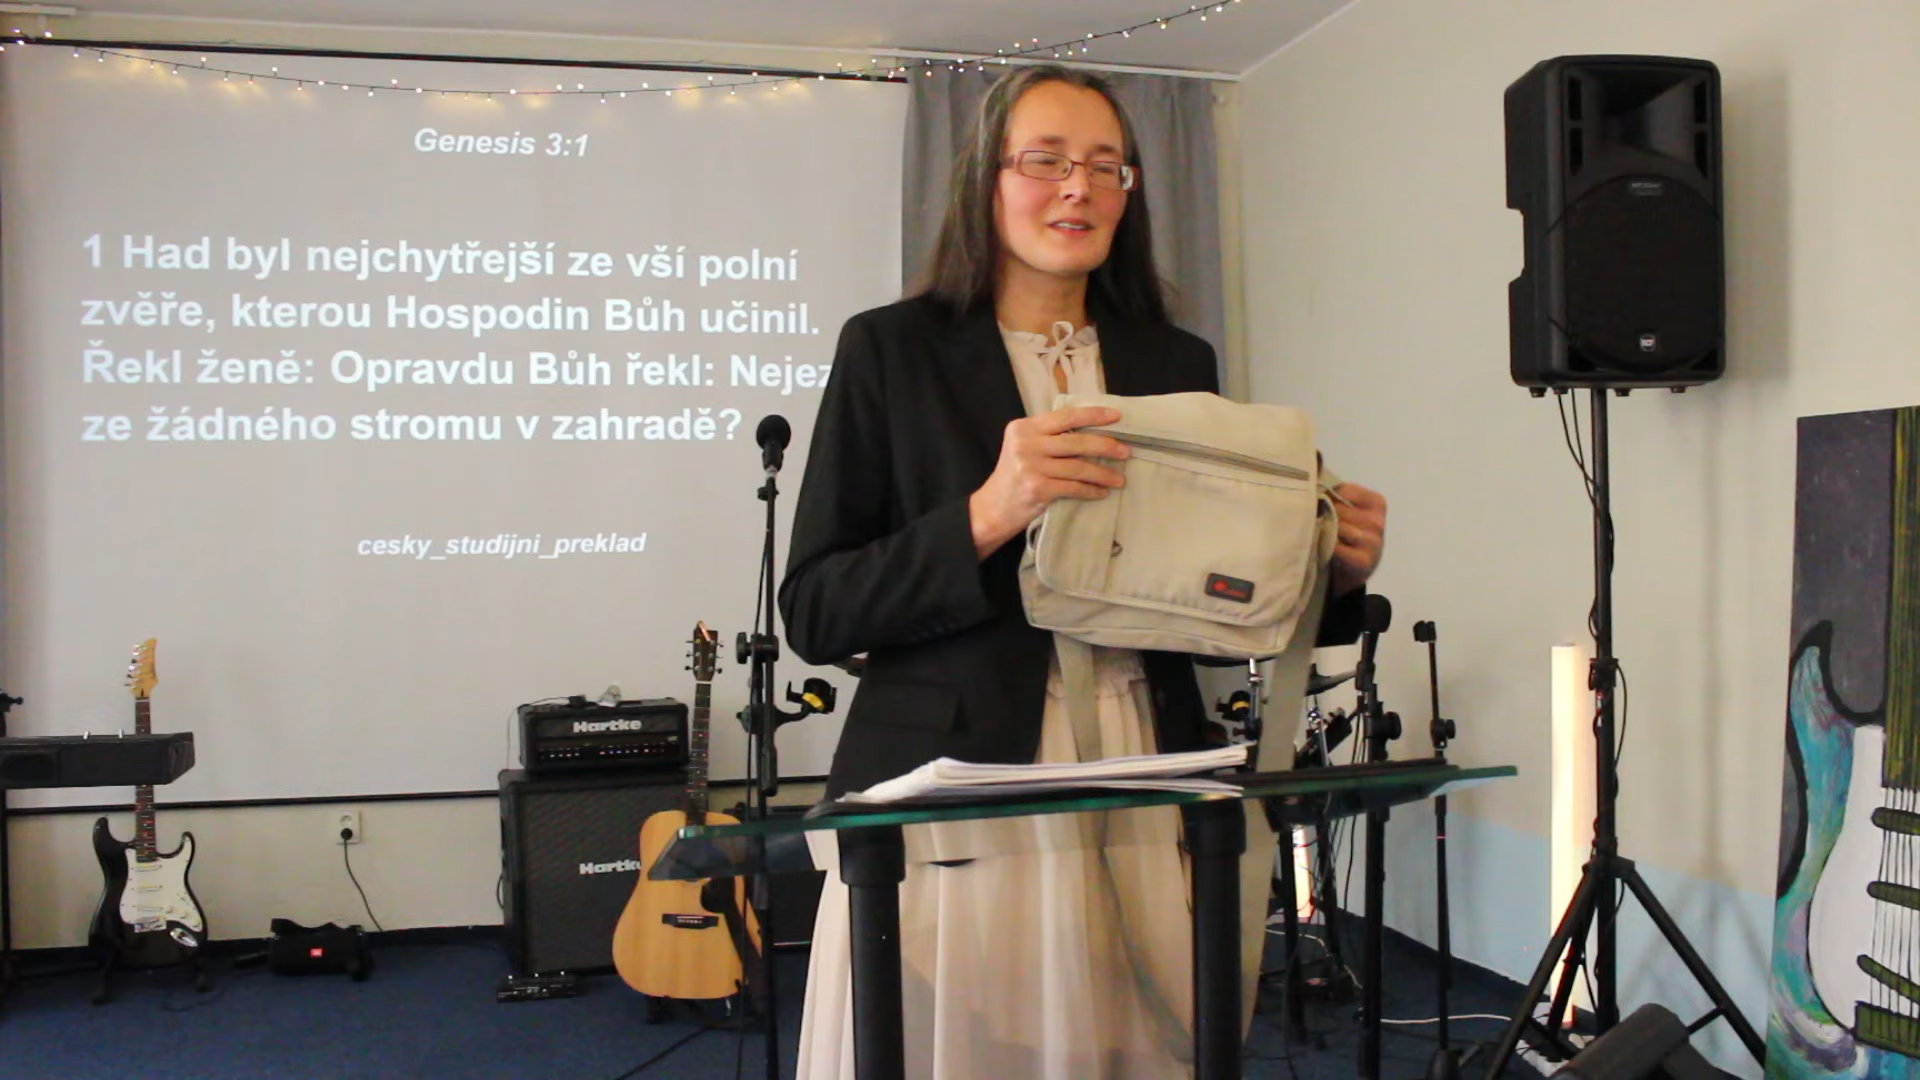 Genesis 3:1
1 Had byl nejchytřejší ze vší polní
zvěře, kterou Hospodin Bůh učinil.
Řekl ženě: Opravdu Bůh řekl:
ze žádného stromu v zahradě?
cesky_studijni_preklad
Hartke
Hartke